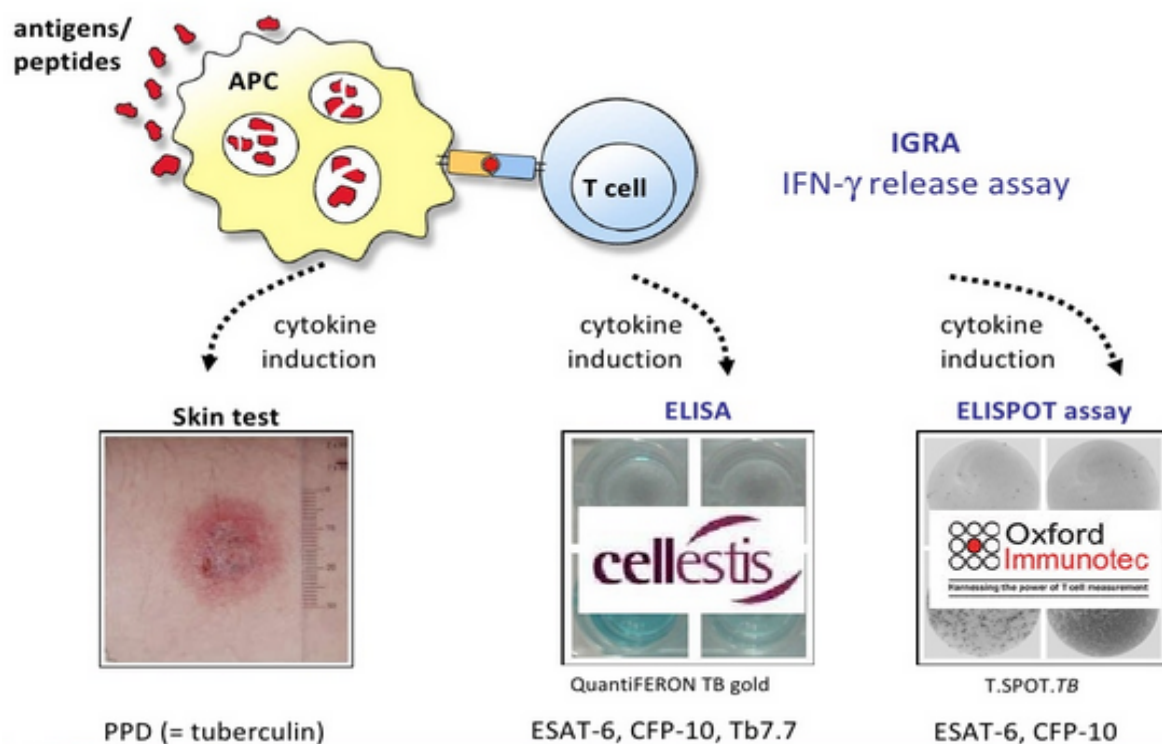 antigens/
peptides
APC
T cell
IGRA
IFN-γ release assay
cytokine
induction
cytokine
induction
cytokine
induction
Skin test
ELISA
ELISPOT assay
cellestis
Oxford
Immunotec
Harnessing the power of T cell measurement
QuantiFERON TB gold
T.SPOT.TB
PPD (= tuberculin)
ESAT-6, CFP-10, Tb7.7
ESAT-6, CFP-10